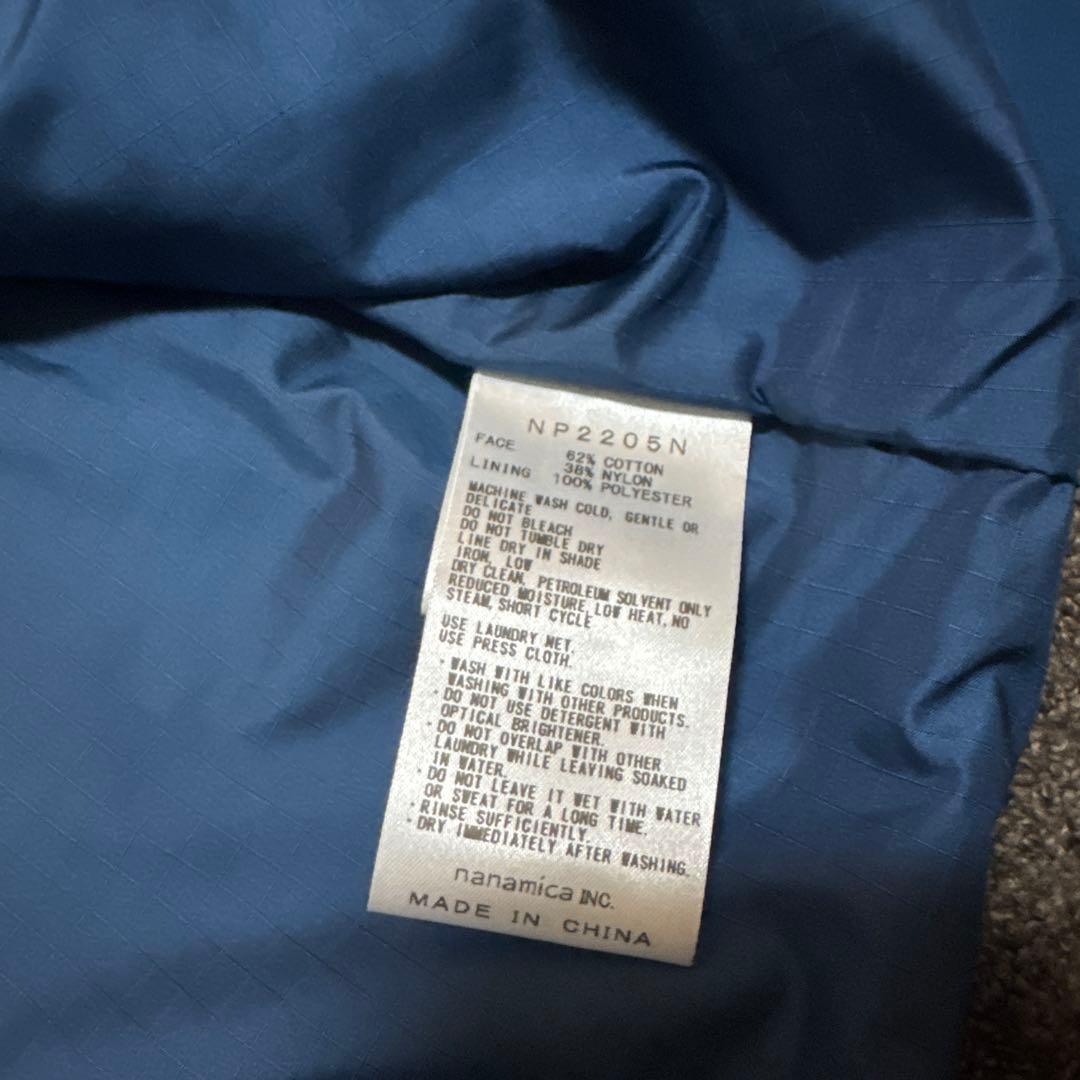 NP2205N
FACE 62% COTTON
38% NYLON
LINING 100% POLYESTER
MACHINE WASH COLD, GENTLE OR
DELICATE
DO NOT BLEACH
DO NOT TUMBLE DRY
LINE DRY IN SHADE
IRON, LOW
DRY CLEAN, PETROLEUM SOLVENT ONLY
REDUCED MOISTURE, LOW HEAT, NO
STEAM, SHORT CYCLE
USE LAUNDRY NET.
USE PRESS CLOTH.
・WASH WITH LIKE COLORS WHEN
WASHING WITH OTHER PRODUCTS.
・DO NOT USE DETERGENT WITH
OPTICAL BRIGHTENER.
・DO NOT OVERLAP WITH OTHER
LAUNDRY WHILE LEAVING SOAKED
IN WATER.
・DO NOT LEAVE IT WET WITH WATER
OR SWEAT FOR A LONG TIME.
・RINSE SUFFICIENTLY.
・DRY IMMEDIATELY AFTER WASHING.
nanamica INC.
MADE IN CHINA